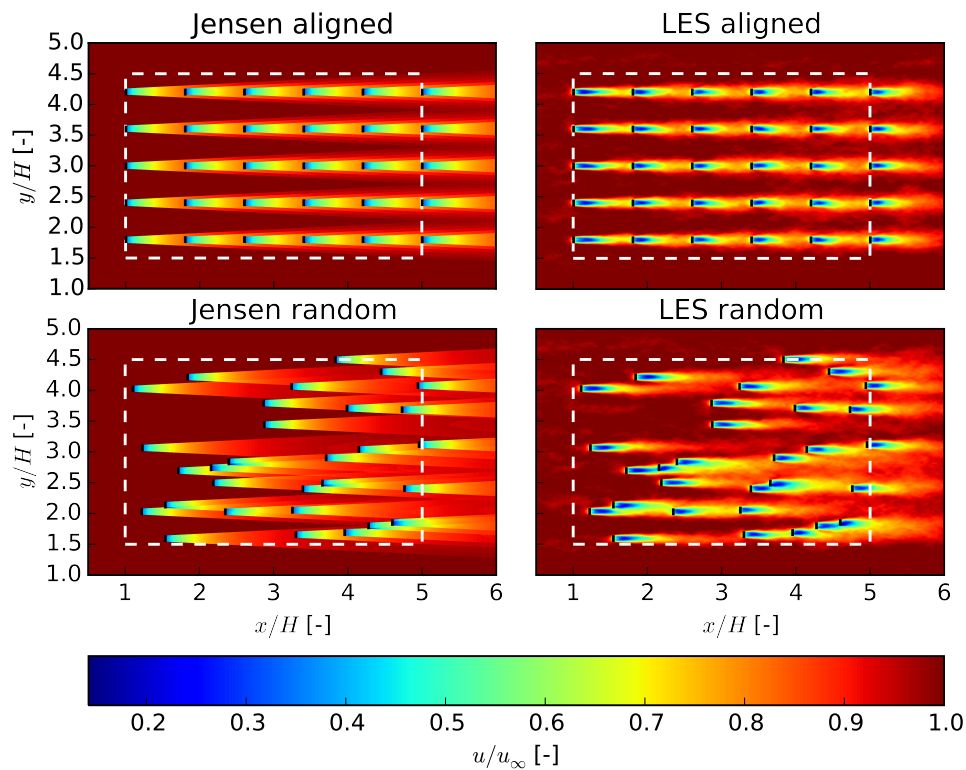 Jensen aligned LES aligned
5.0
4.5
4.0
3.5
y/H [-]
3.0
2.5
2.0
1.5
1.0
Jensen random LES random
5.0
4.5
4.0
3.5
y/H [-]
3.0
2.5
2.0
1.5
1.0
1 2 3 4 5 6 1 2 3 4 5 6
x/H [-] x/H [-]
0.2 0.3 0.4 0.5 0.6 0.7 0.8 0.9 1.0
u/u∞ [-]